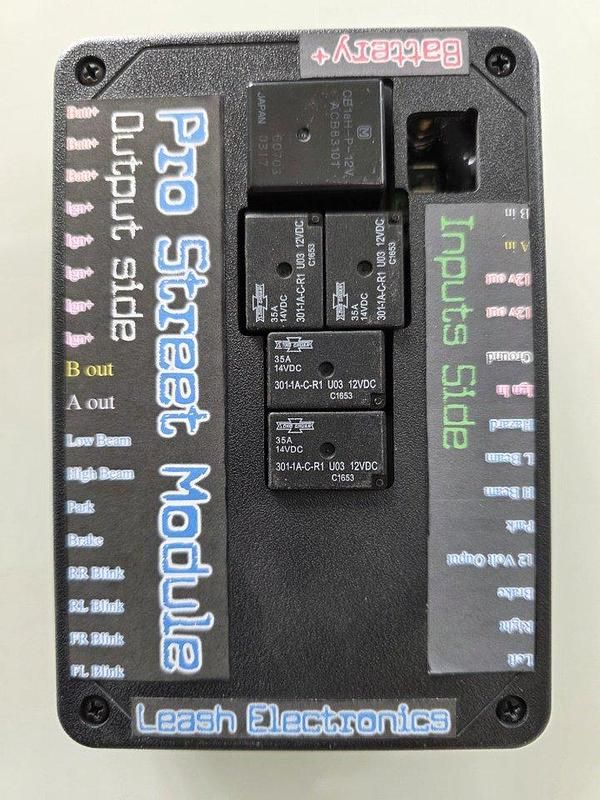 Battery+
Pro Street Module
Output side
Batt+
Batt+
Batt+
Ign+
Ign+
Ign+
Ign+
Ign+
B out
A out
Low Beam
High Beam
Park
Brake
RR Blink
RL Blink
FR Blink
FL Blink
CB1aH-P-12V
ACB83107
60703
JAPAN 0317
35A
14VDC
301-1A-C-R1 U03 12VDC
C1653
35A
14VDC
301-1A-C-R1 U03 12VDC
C1653
35A
14VDC
301-1A-C-R1 U03 12VDC
C1653
35A
14VDC
301-1A-C-R1 U03 12VDC
C1653
Inputs Side
B in
A in
12v out
12v out
Ground
Ign In
Hazard
L Beam
H Beam
Park
12 Volt Ouput
Brake
Right
Left
Leash Electronics